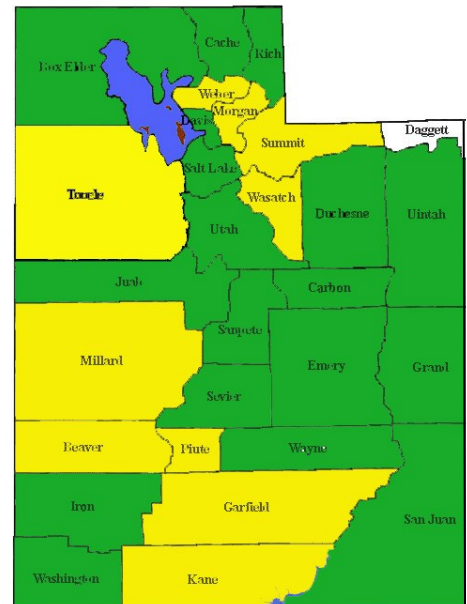 Cache
Rich
Box Elder
Weber
Morgan
Davis
Daggett
Summit
Salt Lake
Tooele
Wasatch
Duchesne
Uintah
Utah
Juab
Carbon
Sanpete
Millard
Emery
Grand
Sevier
Beaver
Piute
Wayne
Iron
Garfield
San Juan
Washington
Kane